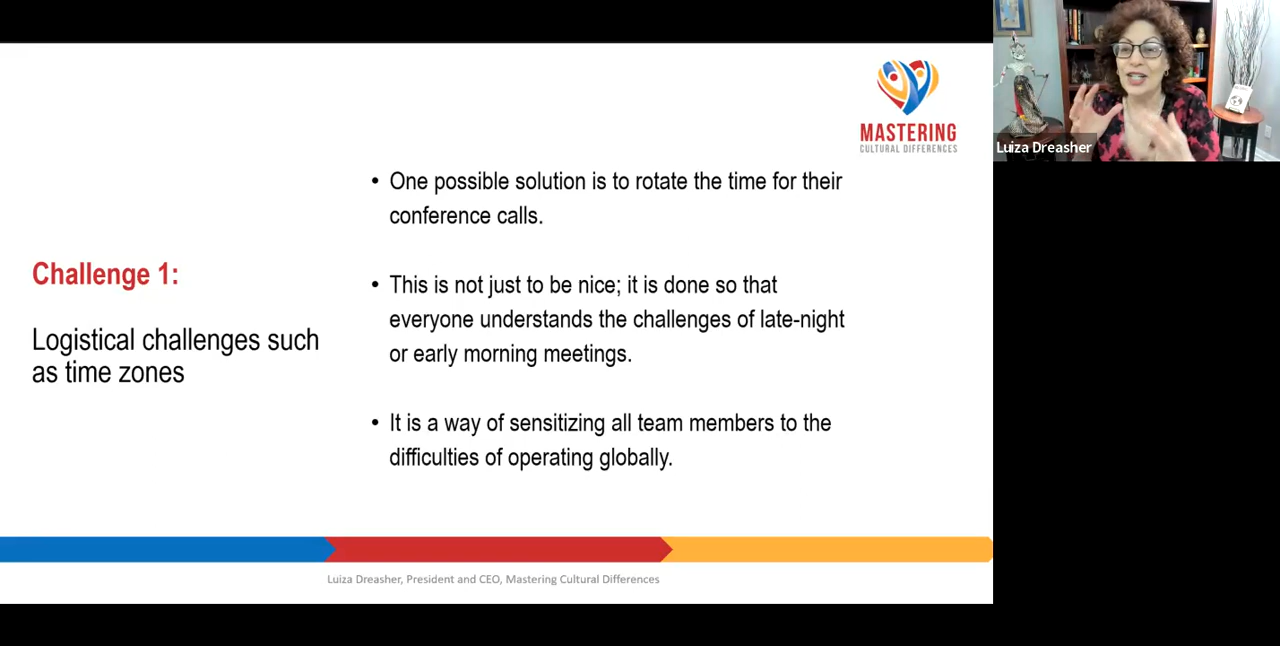 MASTERING
CULTURAL DIFFERENCES
Luiza Dreasher
• One possible solution is to rotate the time for their
conference calls.
Challenge 1:
Logistical challenges such
as time zones
• This is not just to be nice; it is done so that
everyone understands the challenges of late-night
or early morning meetings.
• It is a way of sensitizing all team members to the
difficulties of operating globally.
Luiza Dreasher, President and CEO, Mastering Cultural Differences